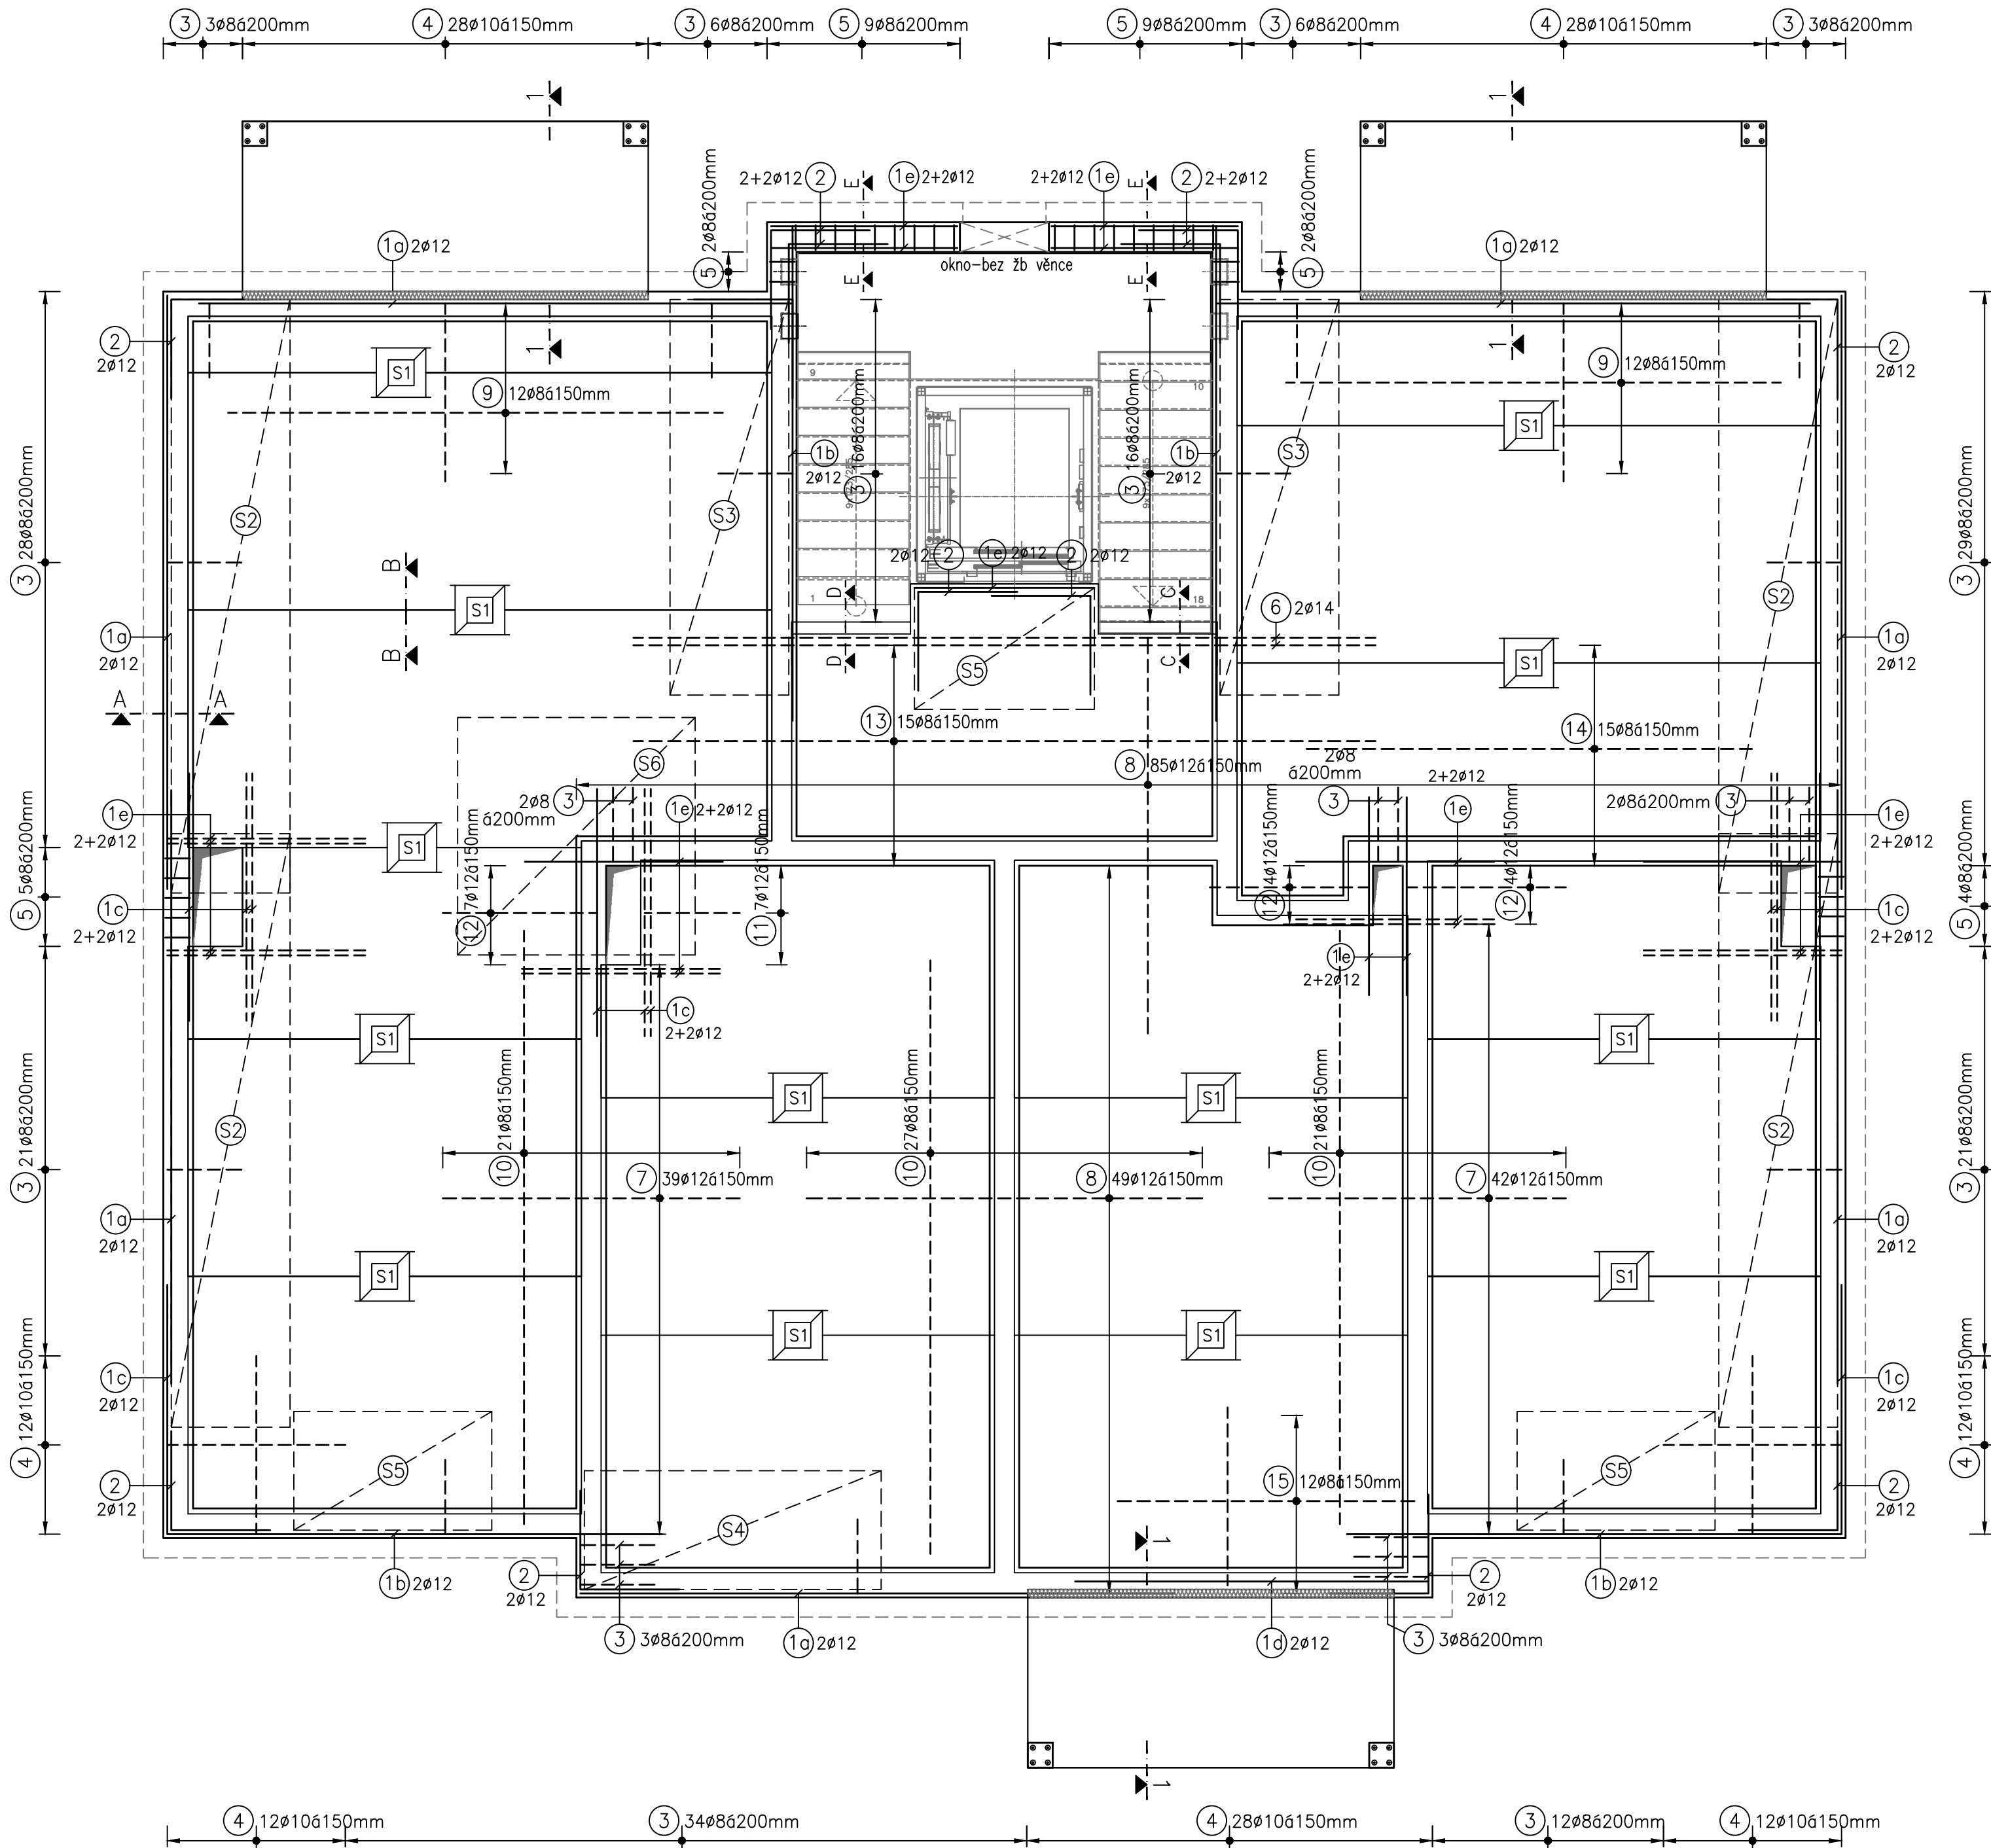 3 3ø8á200mm
4 28ø10á150mm
3 6ø8á200mm
5 9ø8á200mm
5 9ø8á200mm
3 6ø8á200mm
4 28ø10á150mm
3 3ø8á200mm
1
1
2+2ø12 2
1e 2+2ø12
2+2ø12 1e
2 2+2ø12
E
E
5 2ø8á200mm
5 2ø8á200mm
1a 2ø12
1a 2ø12
okno-bez žb věnce
E
E
2
2ø12
1
1
2
2ø12
S1
9 12ø8á150mm
9 12ø8á150mm
S1
9
10
3 16ø8á200mm
3 16ø8á200mm
1b
2ø12
1b
2ø12
S3
S3
S2
S2
3 28ø8á200mm
3 29ø8á200mm
B
B
2ø12 2
1e 2ø12
2 2ø12
1
18
D
D
C
C
S1
6 2ø14
1a
2ø12
1a
2ø12
S1
S5
A
A
13 15ø8á150mm
14 15ø8á150mm
S6
8 85ø12á150mm
2ø8
á200mm
3
2ø8
á200mm
3
2+2ø12
1e
2ø8á200mm 3
1e 2+2ø12
1e
2+2ø12
1e
2+2ø12
S1
12 7ø12á150mm
11 7ø12á150mm
12 4ø12á150mm
12 4ø12á150mm
5 5ø8á200mm
5 4ø8á200mm
1c
2+2ø12
1c
2+2ø12
1e
2+2ø12
1c
2+2ø12
S1
S1
S1
S1
S2
S2
3 21ø8á200mm
3 21ø8á200mm
10 21ø8á150mm
10 27ø8á150mm
10 21ø8á150mm
7 39ø12á150mm
8 49ø12á150mm
7 42ø12á150mm
1a
2ø12
1a
2ø12
S1
S1
S1
S1
4 12ø10á150mm
4 12ø10á150mm
1c
2ø12
1c
2ø12
S5
S5
15 12ø8á150mm
2
2ø12
2
2ø12
S4
1
1b 2ø12
2
2ø12
2
2ø12
1b 2ø12
3 3ø8á200mm
1a 2ø12
1d 2ø12
3 3ø8á200mm
1
4 12ø10á150mm
3 34ø8á200mm
4 28ø10á150mm
3 12ø8á200mm
4 12ø10á150mm